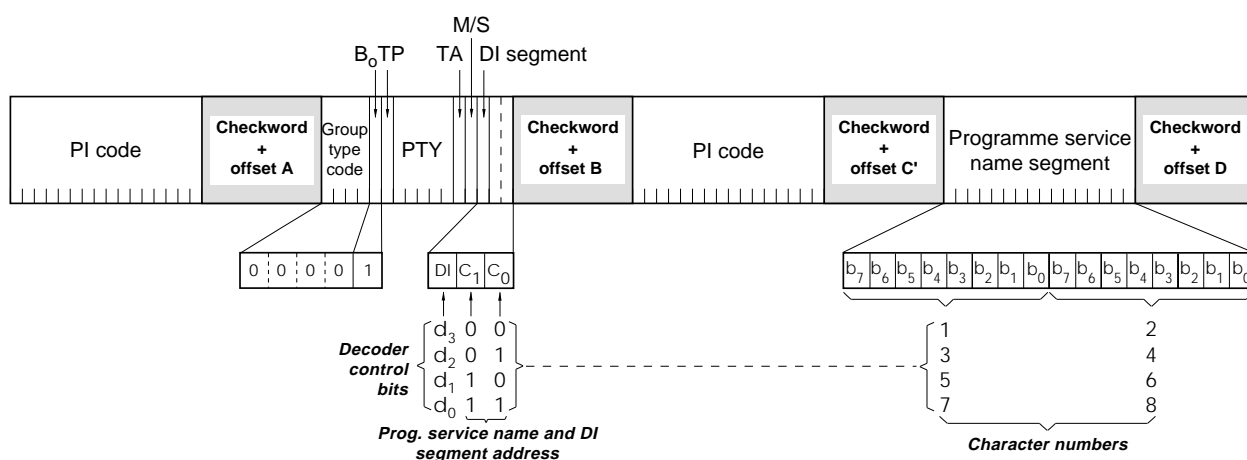 M/S
BoTP TA DI segment
PI code
Checkword + offset A
Group type code
PTY
Checkword + offset B
PI code
Checkword + offset C'
Programme service name segment
Checkword + offset D
0 0 0 0 1
DI C1 C0
b7 b6 b5 b4 b3 b2 b1 b0 b7 b6 b5 b4 b3 b2 b1 b0
Decoder control bits
d3 0 0
d2 0 1
d1 1 0
d0 1 1
1 2
3 4
5 6
7 8
Prog. service name and DI segment address
Character numbers